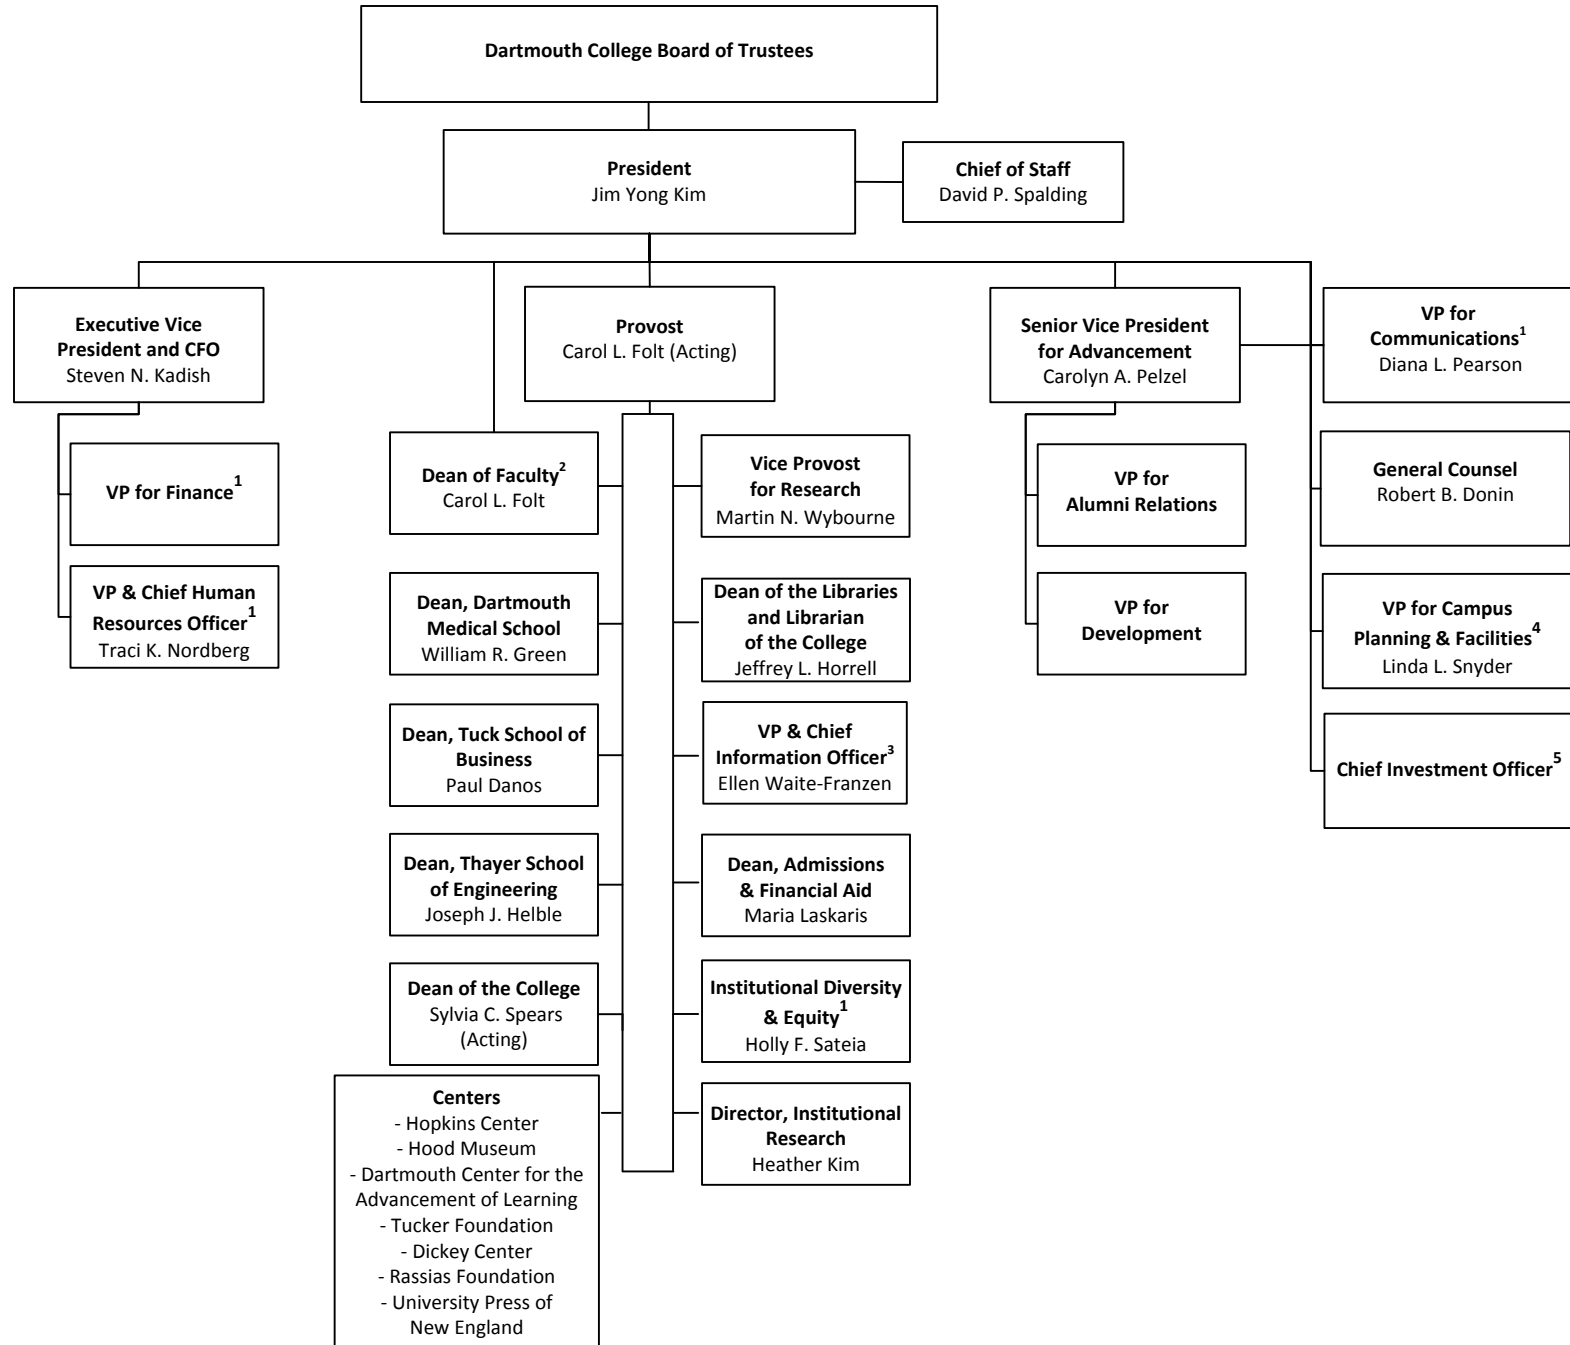 Dartmouth College Board of Trustees
President
Jim Yong Kim
Chief of Staff
David P. Spalding
Executive Vice
President and CFO
Steven N. Kadish
Provost
Carol L. Folt (Acting)
Senior Vice President
for Advancement
Carolyn A. Pelzel
VP for
Communications1
Diana L. Pearson
VP for Finance1
VP & Chief Human
Resources Officer1
Traci K. Nordberg
Dean of Faculty2
Carol L. Folt
Dean, Dartmouth
Medical School
William R. Green
Dean, Tuck School of
Business
Paul Danos
Dean, Thayer School
of Engineering
Joseph J. Helble
Dean of the College
Sylvia C. Spears
(Acting)
Centers
- Hopkins Center
- Hood Museum
- Dartmouth Center for the
Advancement of Learning
- Tucker Foundation
- Dickey Center
- Rassias Foundation
- University Press of
New England
Vice Provost
for Research
Martin N. Wybourne
Dean of the Libraries
and Librarian
of the College
Jeffrey L. Horrell
VP & Chief
Information Officer3
Ellen Waite-Franzen
Dean, Admissions
& Financial Aid
Maria Laskaris
Institutional Diversity
& Equity1
Holly F. Sateia
Director, Institutional
Research
Heather Kim
VP for
Alumni Relations
VP for
Development
General Counsel
Robert B. Donin
VP for Campus
Planning & Facilities4
Linda L. Snyder
Chief Investment Officer5